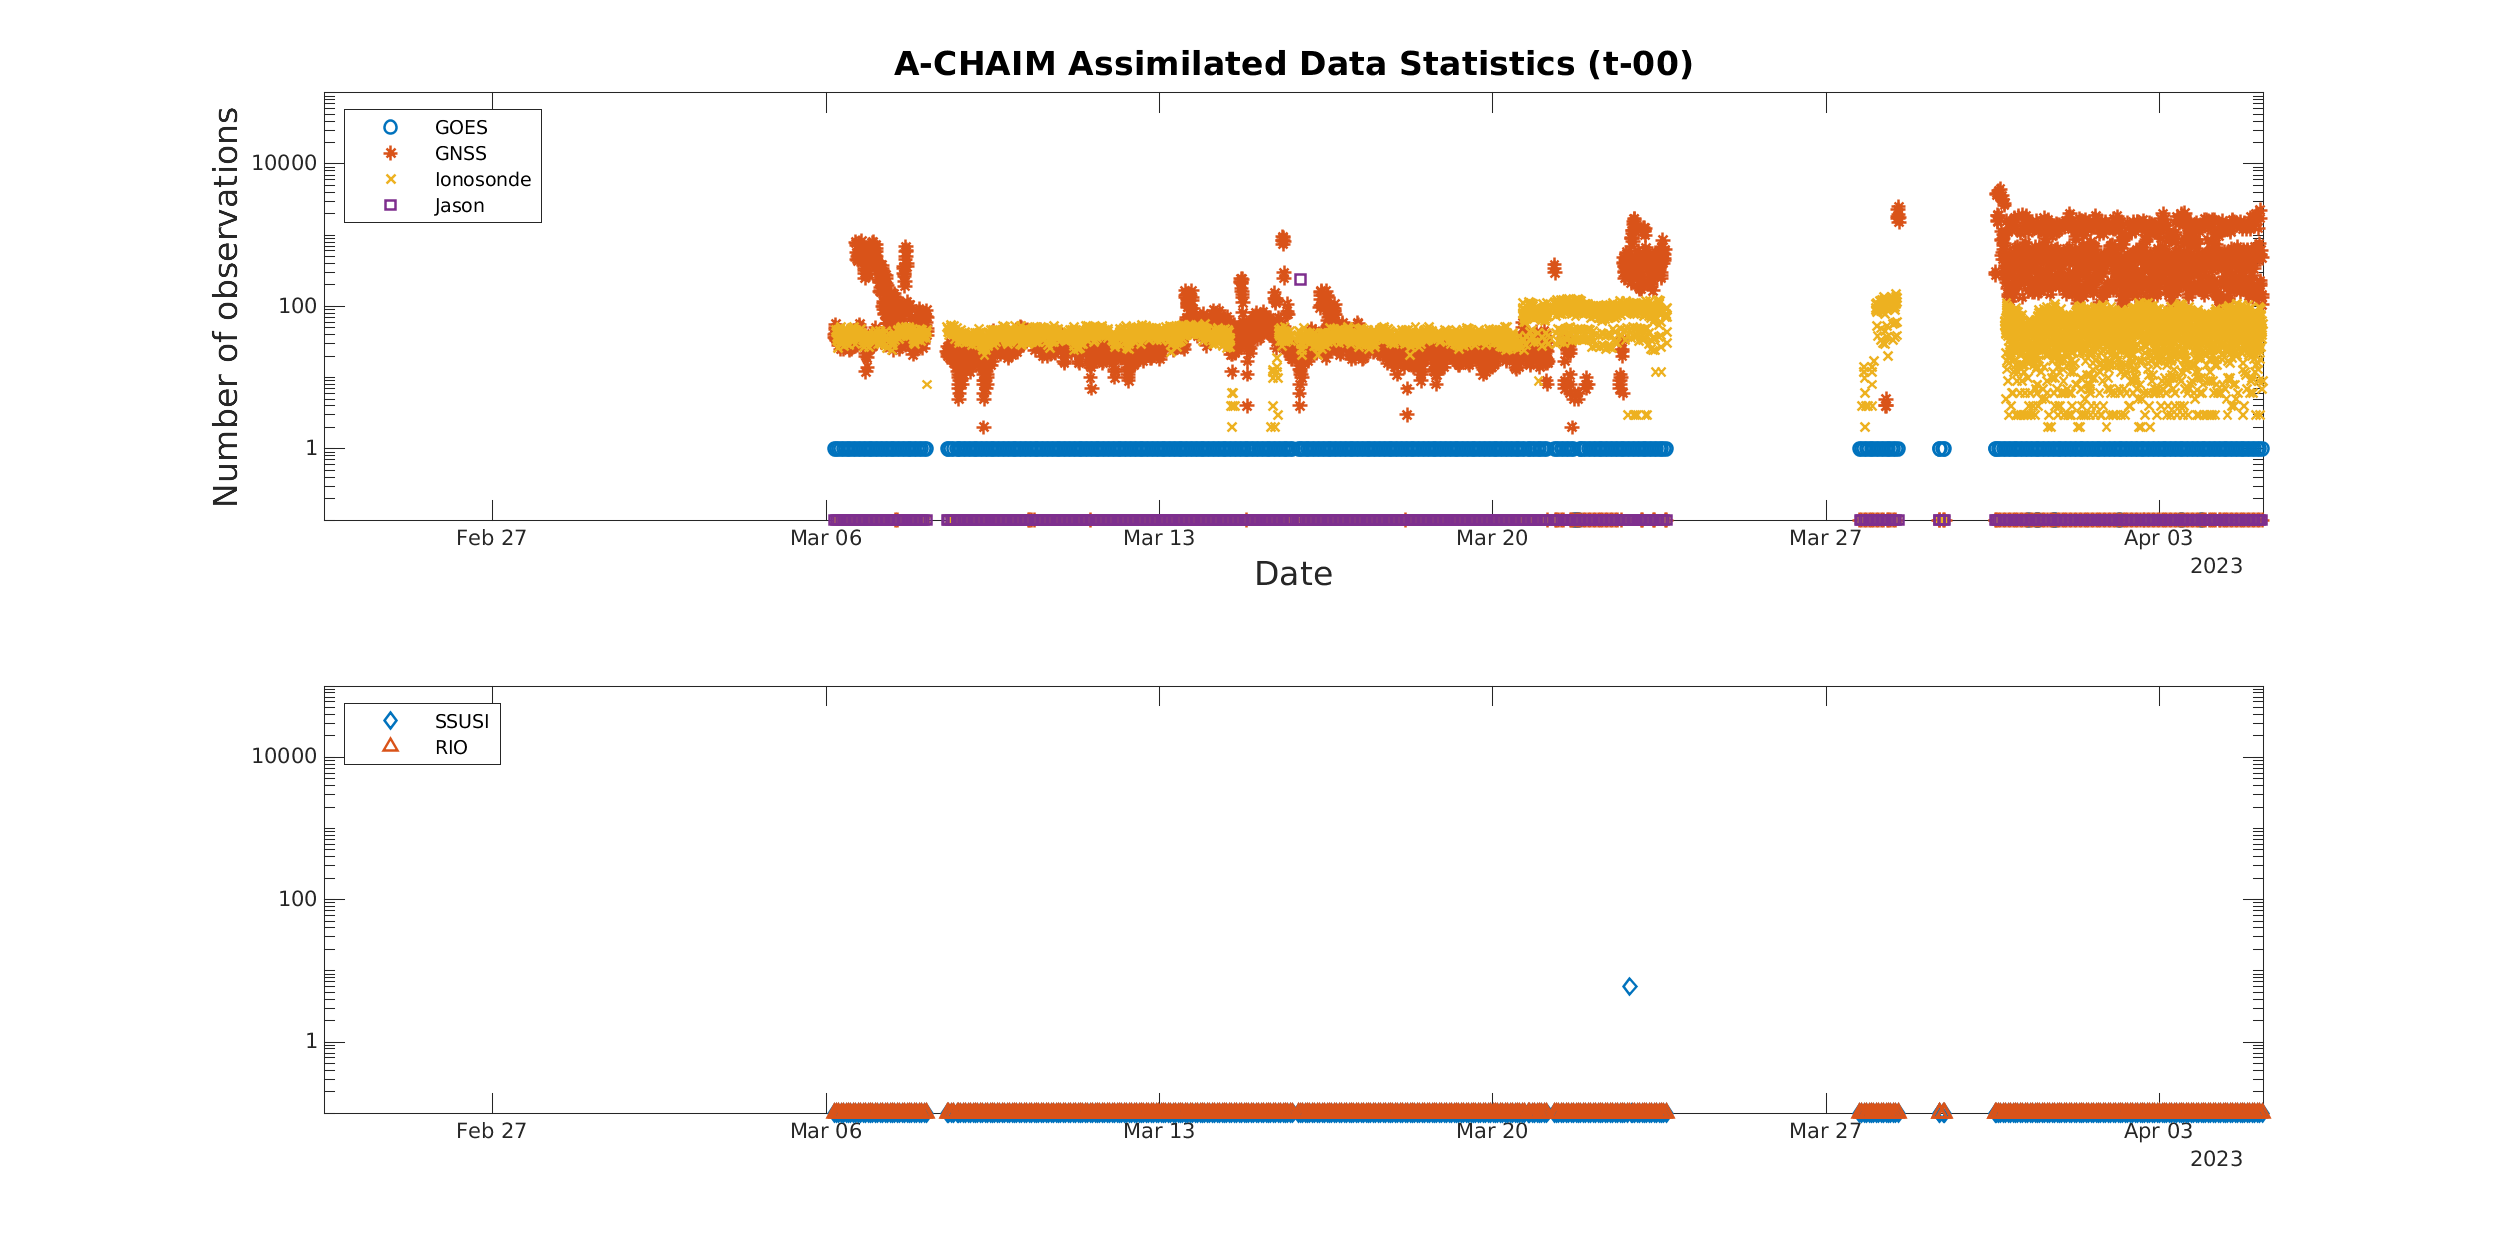 A-CHAIM Assimilated Data Statistics (t-00)
Number of observations
GOES
GNSS
Ionosonde
Jason
10000
100
1
Feb 27 Mar 06 Mar 13 Mar 20 Mar 27 Apr 03
2023
Date
SSUSI
RIO
10000
100
1
Feb 27 Mar 06 Mar 13 Mar 20 Mar 27 Apr 03
2023